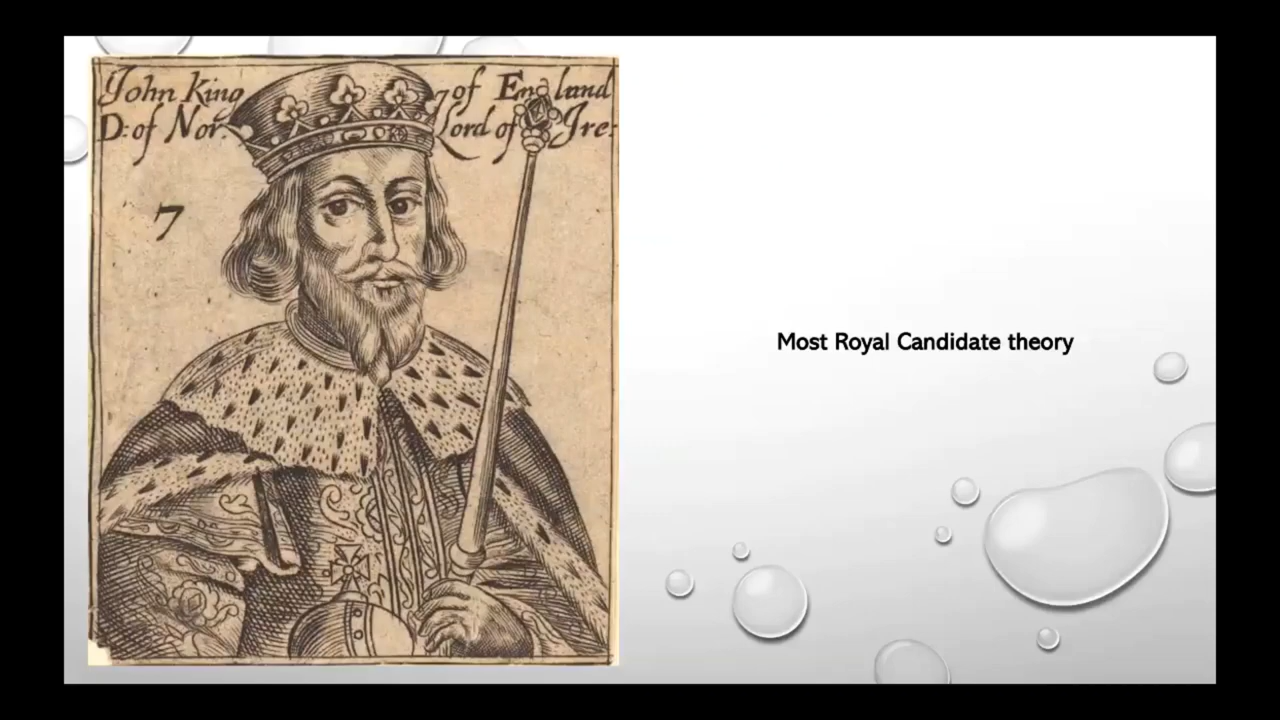 John King of England
D: of Nor: Lord of Ire:
7
Most Royal Candidate theory